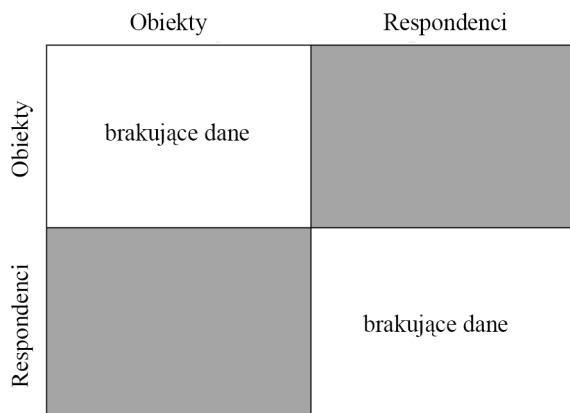 Obiekty
Respondenci
Obiekty
brakujące dane
Respondenci
brakujące dane